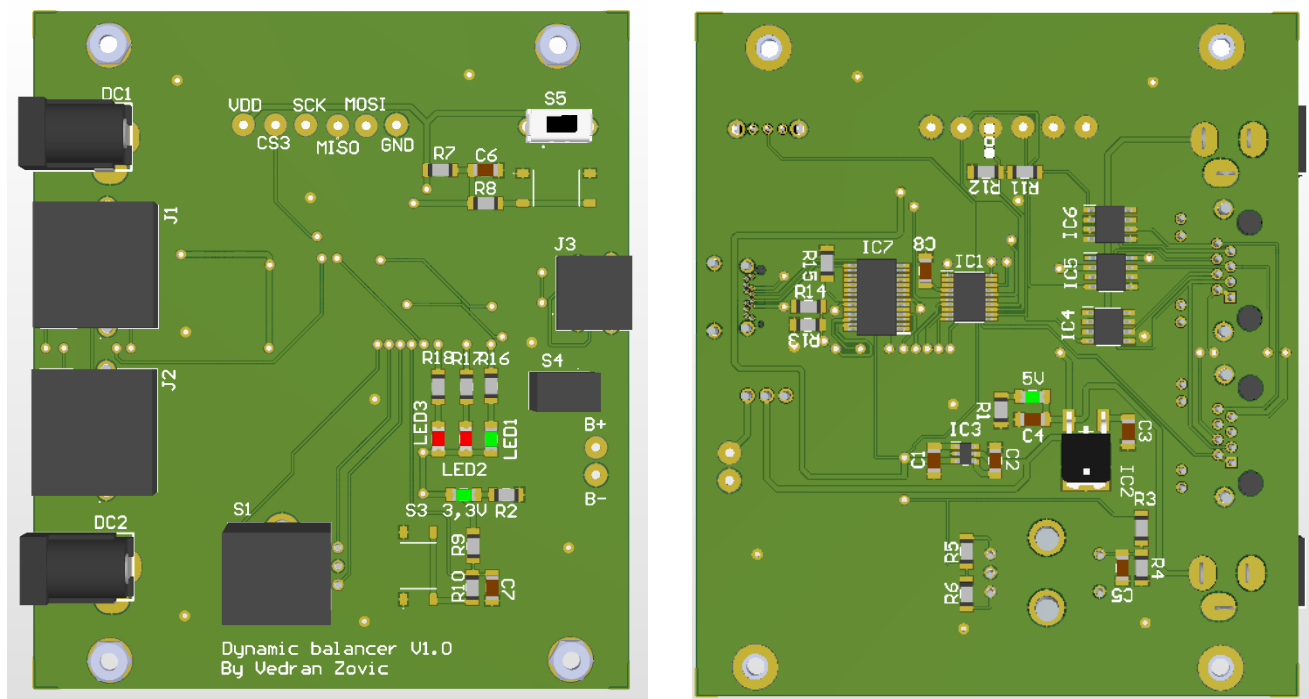 DC1
VDD
SCK
MOSI
CS3
MISO
GND
S5
R7
C6
R8
J1
J3
R18
R17
R16
S4
J2
LED3
LED1
LED2
B+
B-
3,3V
R2
DC2
S1
S3
R9
R10
C7
Dynamic balancer V1.0
By Vedran Zovic
R12
R11
IC6
IC7
C8
IC1
IC5
R15
R14
R13
IC4
5V
R1
C4
C3
IC3
C1
C2
IC2
R3
R5
R4
R6
C5